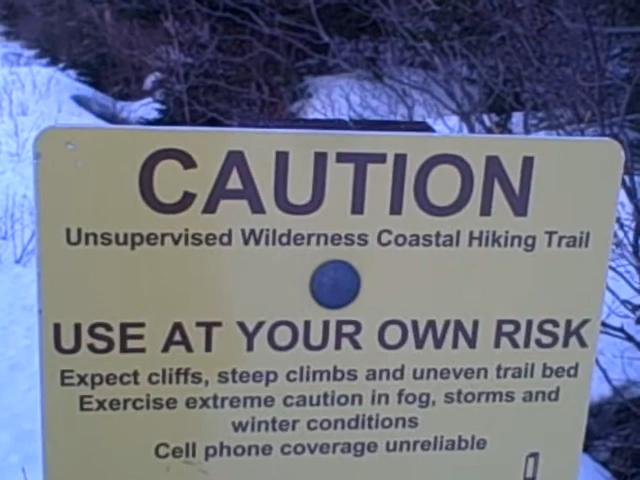 CAUTION
Unsupervised Wilderness Coastal Hiking Trail
USE AT YOUR OWN RISK
Expect cliffs, steep climbs and uneven trail bed
Exercise extreme caution in fog, storms and
winter conditions
Cell phone coverage unreliable